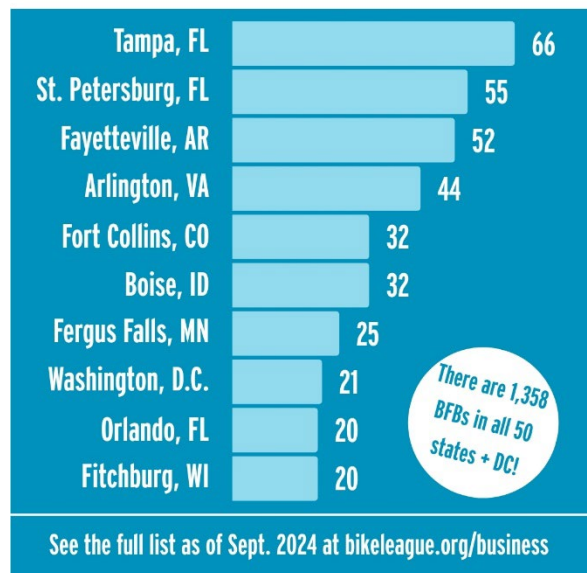 Tampa, FL 66
St. Petersburg, FL 55
Fayetteville, AR 52
Arlington, VA 44
Fort Collins, CO 32
Boise, ID 32
Fergus Falls, MN 25
Washington, D.C. 21
Orlando, FL 20
Fitchburg, WI 20
There are 1,358
BFBs in all 50
states + DC!
See the full list as of Sept. 2024 at bikeleague.org/business